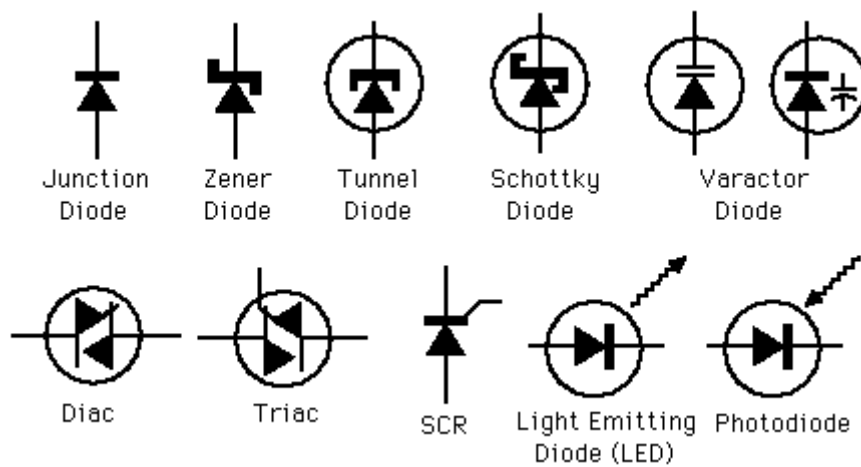 Junction
Diode
Zener
Diode
Tunnel
Diode
Schottky
Diode
Varactor
Diode
Diac
Triac
SCR
Light Emitting
Diode (LED)
Photodiode